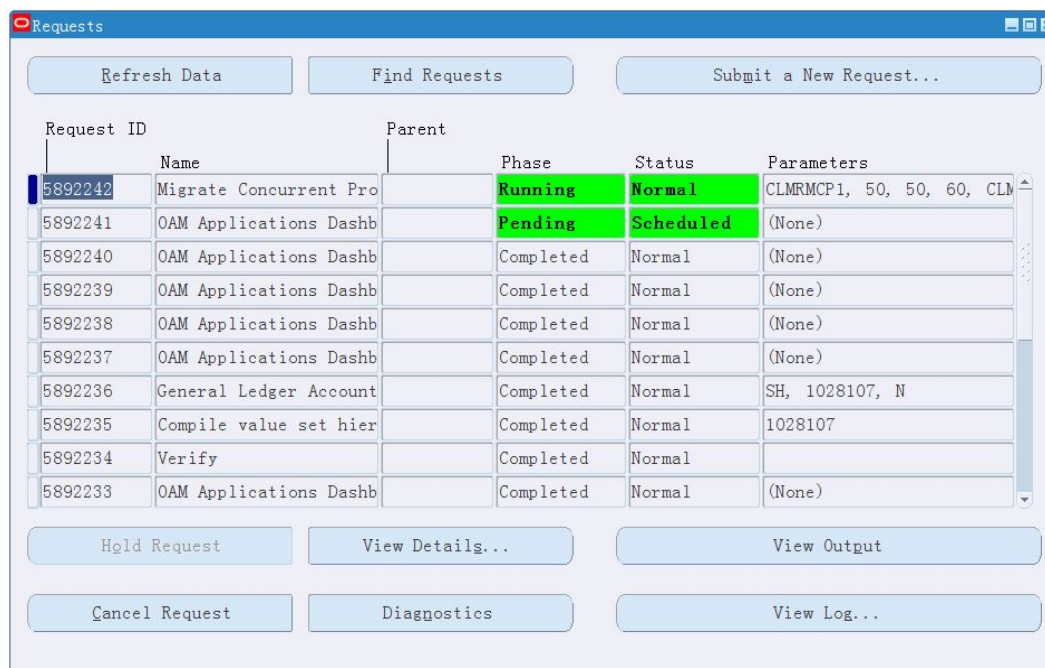 Requests
Refresh Data Find Requests Submit a New Request...
Request ID Parent
Name Phase Status Parameters
5892242 Migrate Concurrent Pro Running Normal CLMRMCP1, 50, 50, 60, CLM
5892241 OAM Applications Dashb Pending Scheduled (None)
5892240 OAM Applications Dashb Completed Normal (None)
5892239 OAM Applications Dashb Completed Normal (None)
5892238 OAM Applications Dashb Completed Normal (None)
5892237 OAM Applications Dashb Completed Normal (None)
5892236 General Ledger Account Completed Normal SH, 1028107, N
5892235 Compile value set hier Completed Normal 1028107
5892234 Verify Completed Normal
5892233 OAM Applications Dashb Completed Normal (None)
Hold Request View Details... View Output
Cancel Request Diagnostics View Log...